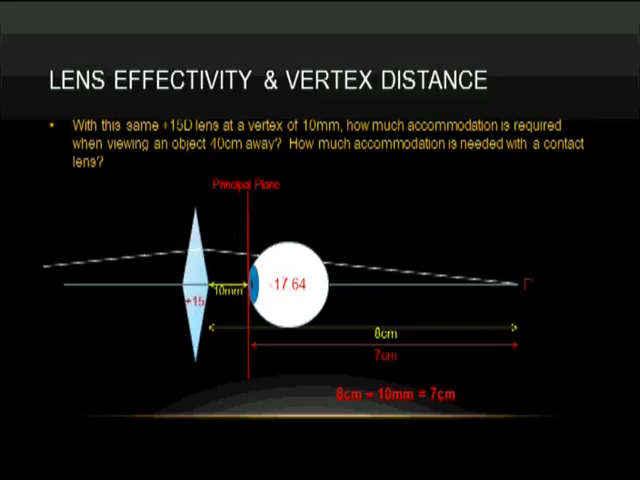 LENS EFFECTIVITY & VERTEX DISTANCE
• With this same +15D lens at a vertex of 10mm, how much accommodation is required
when viewing an object 40cm away? How much accommodation is needed with a contact
lens?
Principal Plane
-17.64
+15
10mm
8cm
7cm
8cm – 10mm = 7cm